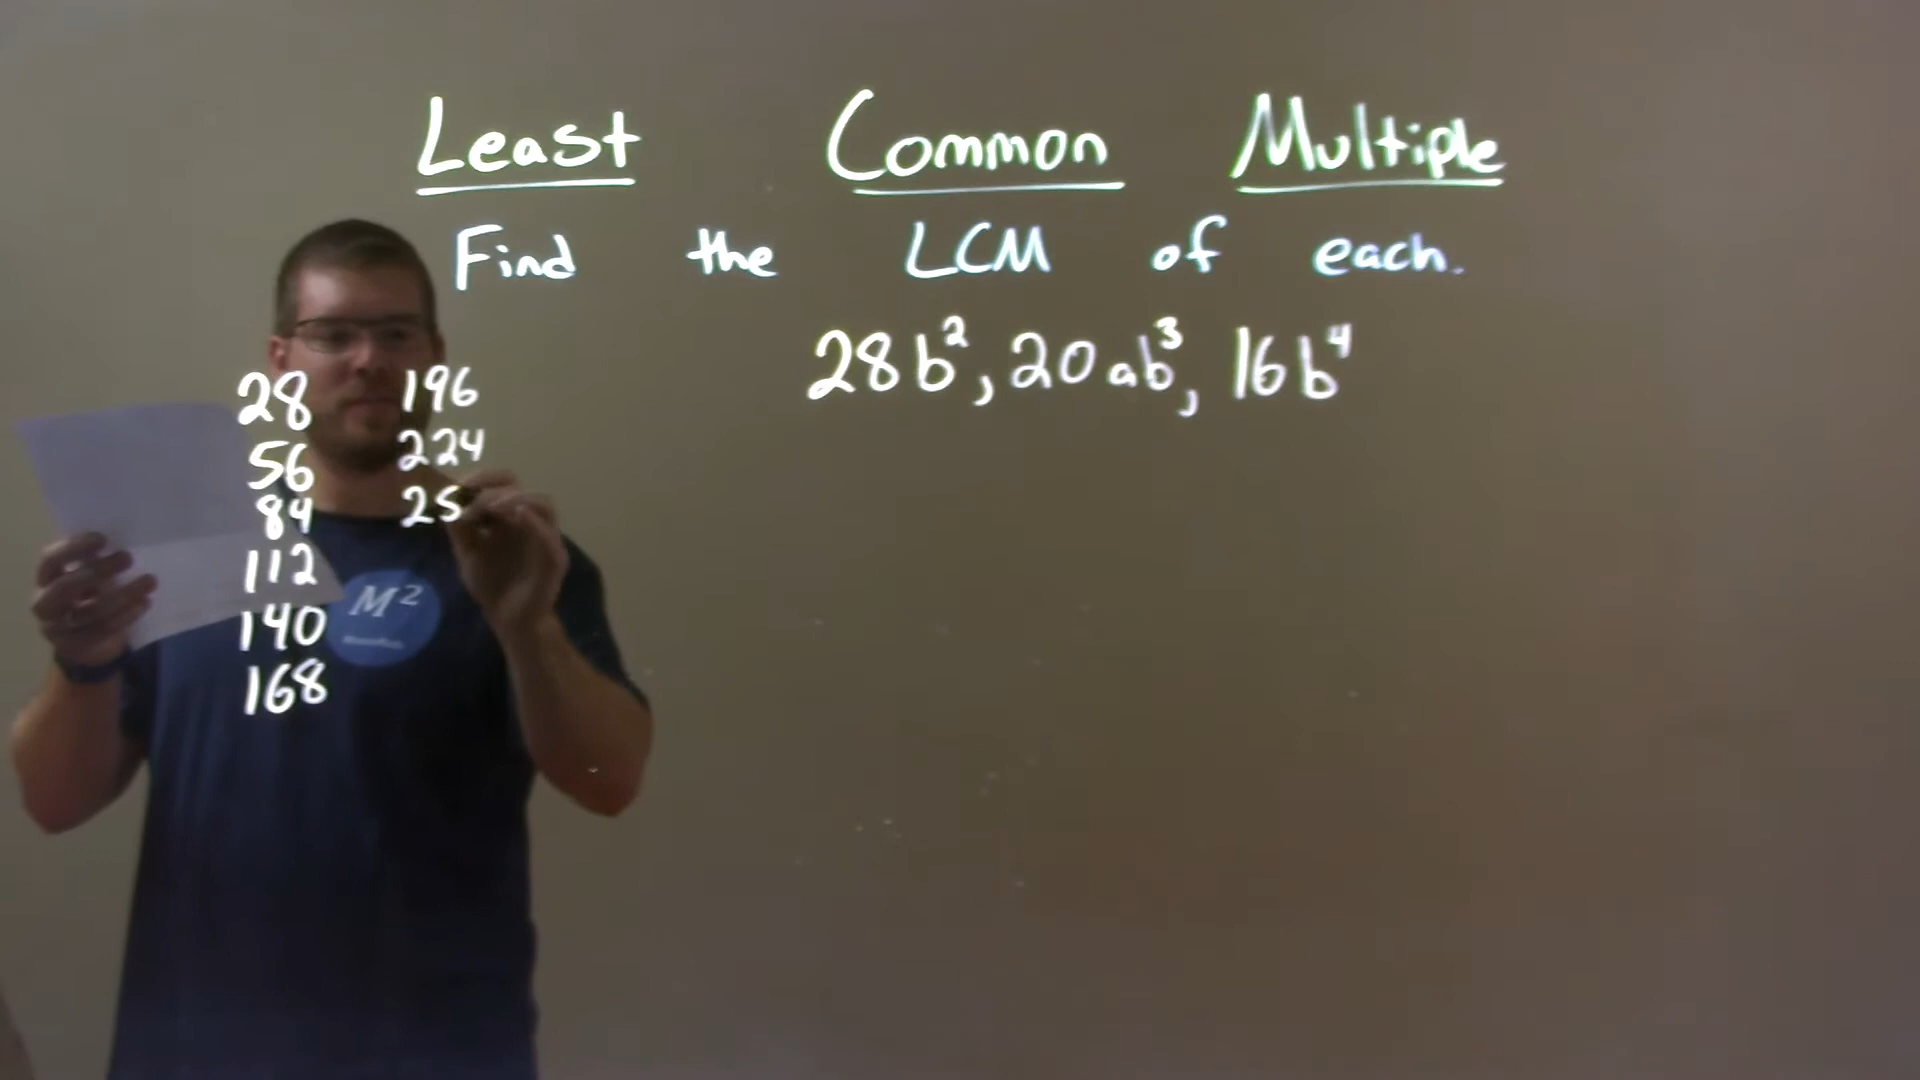 Least Common Multiple
Find the LCM of each.
28b², 20ab³, 16b⁴
28
56
84
112
140
168
196
224
25
M²